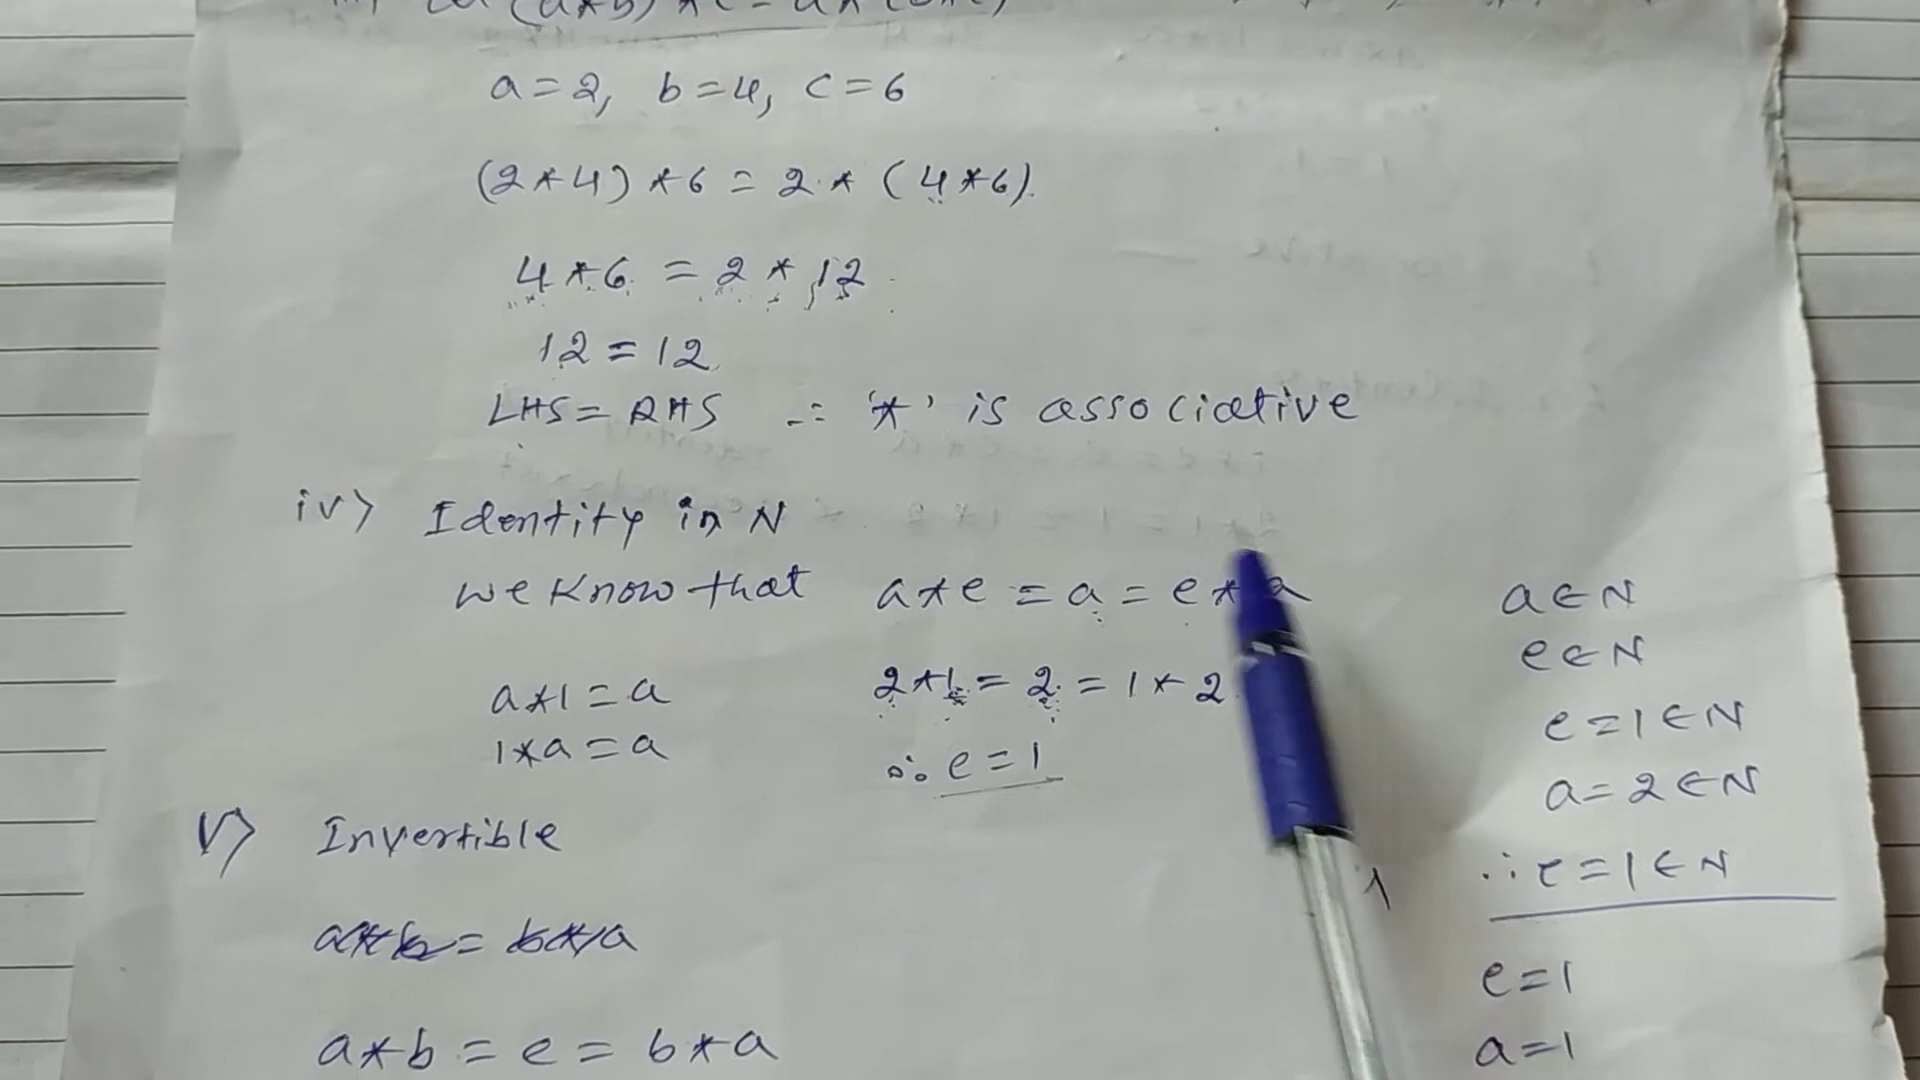 (a*b) * c = a* (b*c)
a=2, b=4, c=6
(2*4) *6 = 2 * (4*6).
4*6 = 2 * 12
12 = 12
LHS = RHS ∴ '*' is associative
iv) Identity in N
we know that a*e = a = e*a
a*1 = a 2*1 = 2 = 1*2
1*a = a ∴ e=1
a∈N
e∈N
e=1∈N
a=2∈N
∴ e=1∈N
e=1
a=1
v) Invertible
a*b = b*a
a*b = e = b*a